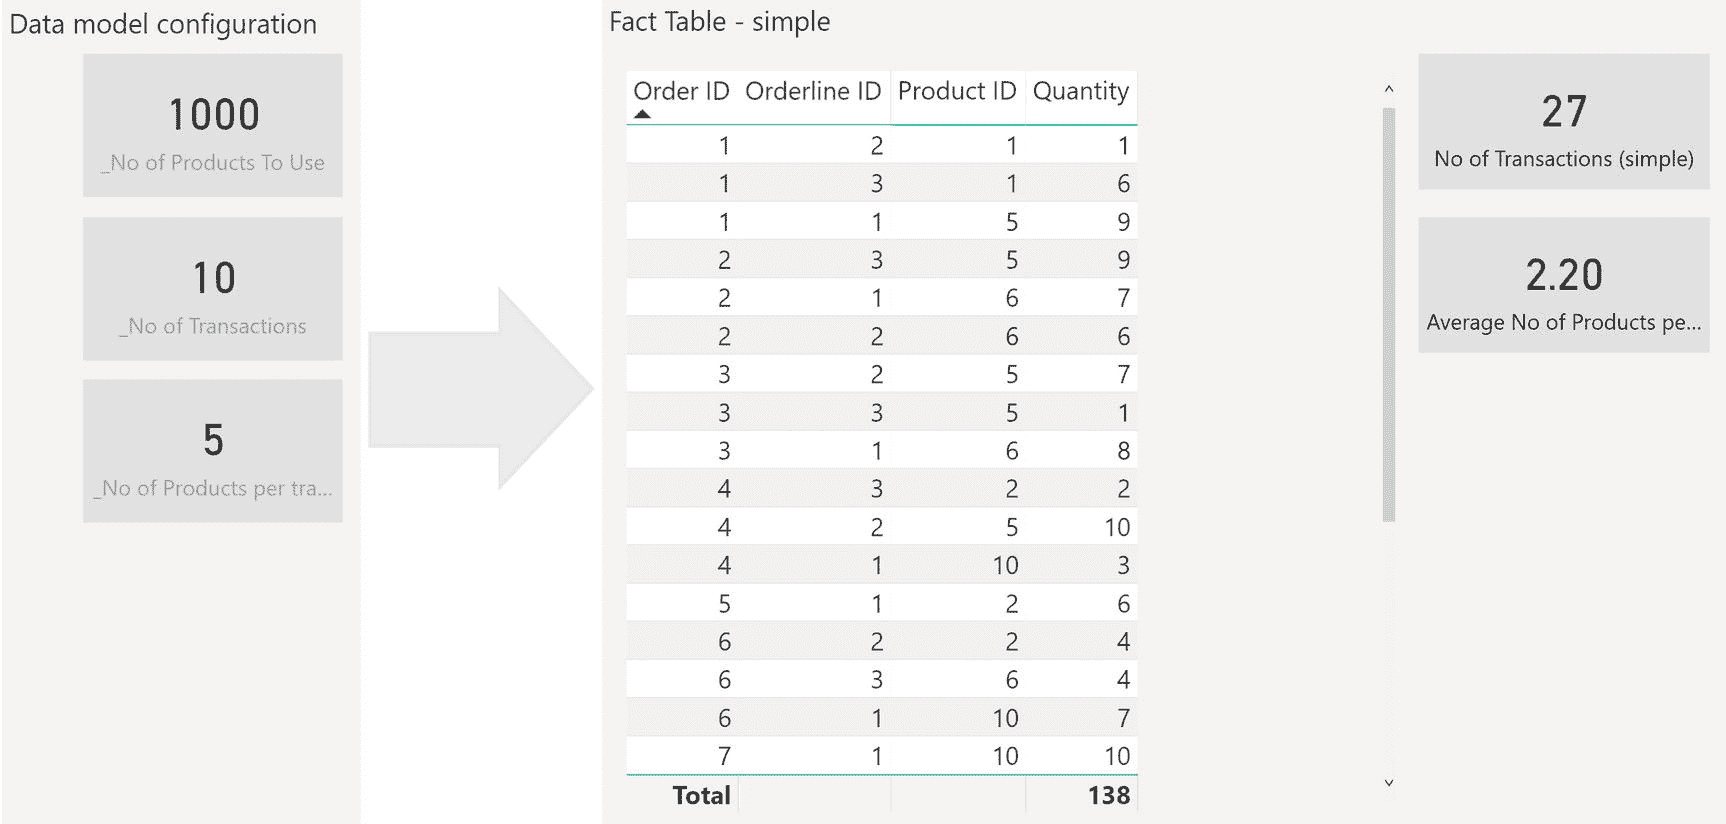 Data model configuration
1000
_No of Products To Use
10
_No of Transactions
5
_No of Products per tra...
Fact Table - simple
Order ID Orderline ID Product ID Quantity
1 2 1 1
1 3 1 6
1 1 5 9
2 3 5 9
2 1 6 7
2 2 6 6
3 2 5 7
3 3 5 1
3 1 6 8
4 3 2 2
4 2 5 10
4 1 10 3
5 1 2 6
6 2 2 4
6 3 6 4
6 1 10 7
7 1 10 10
Total 138
27
No of Transactions (simple)
2.20
Average No of Products pe...